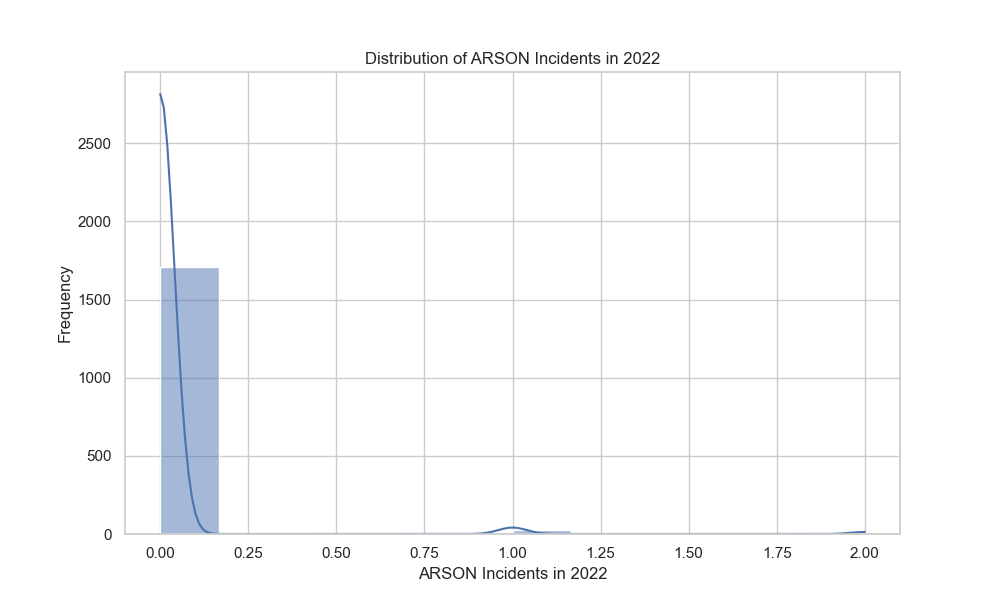 Distribution of ARSON Incidents in 2022
Frequency
2500
2000
1500
1000
500
0
0.00 0.25 0.50 0.75 1.00 1.25 1.50 1.75 2.00
ARSON Incidents in 2022